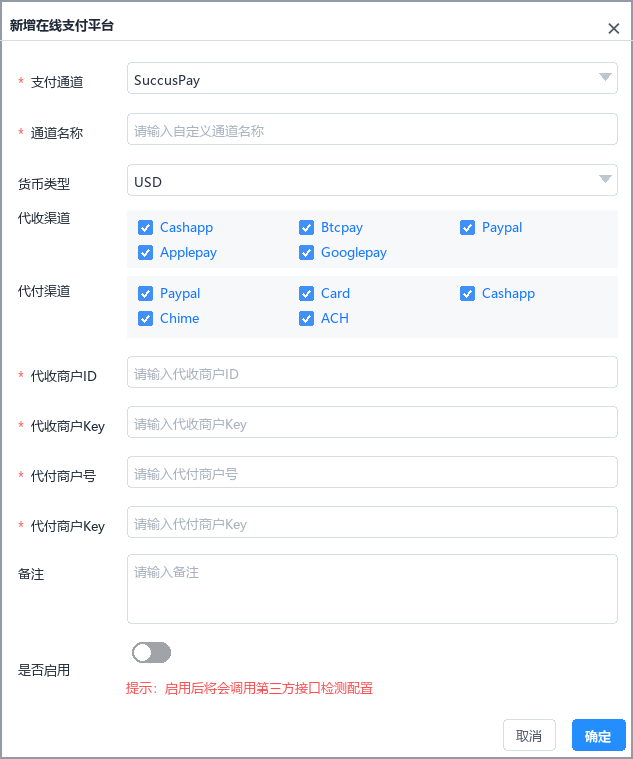 新增在线支付平台
* 支付通道 SuccusPay
* 通道名称 请输入自定义通道名称
货币类型 USD
代收渠道 Cashapp Btcpay Paypal
Applepay Googlepay
代付渠道 Paypal Card Cashapp
Chime ACH
* 代收商户ID 请输入代收商户ID
* 代收商户Key 请输入代收商户Key
* 代付商户号 请输入代付商户号
* 代付商户Key 请输入代付商户Key
备注 请输入备注
是否启用
提示：启用后将会调用第三方接口检测配置
取消 确定